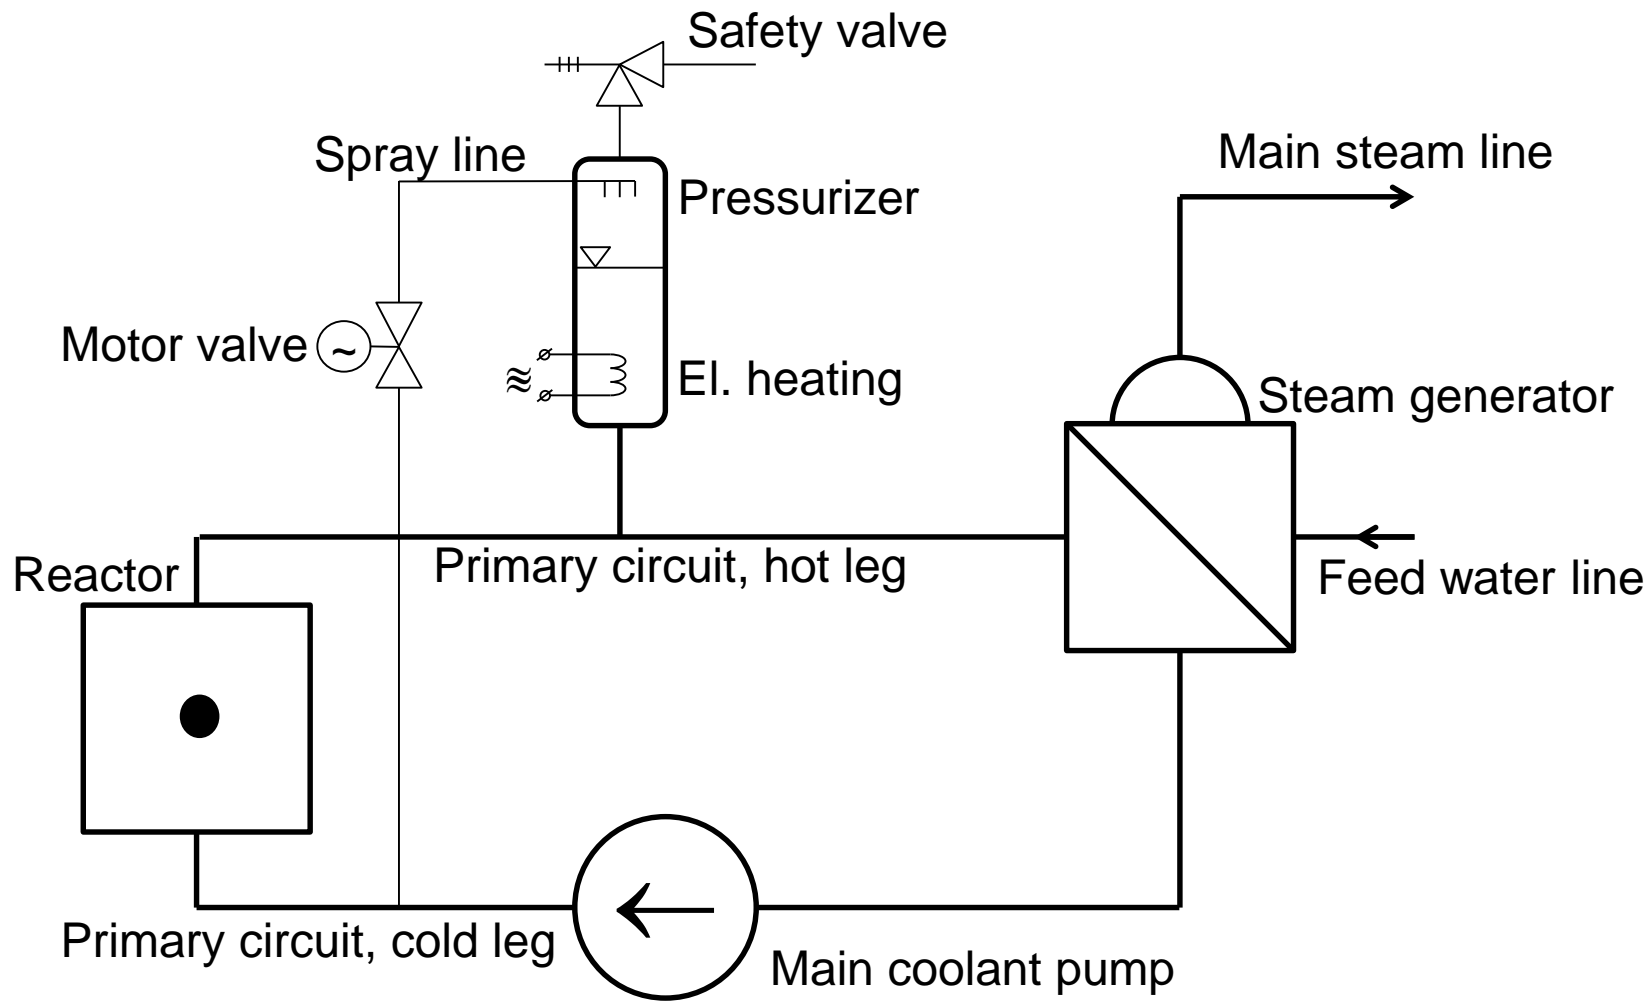 Safety valve
Spray line
Main steam line
Pressurizer
Motor valve
~
El. heating
Steam generator
Primary circuit, hot leg
Reactor
Feed water line
Primary circuit, cold leg
Main coolant pump